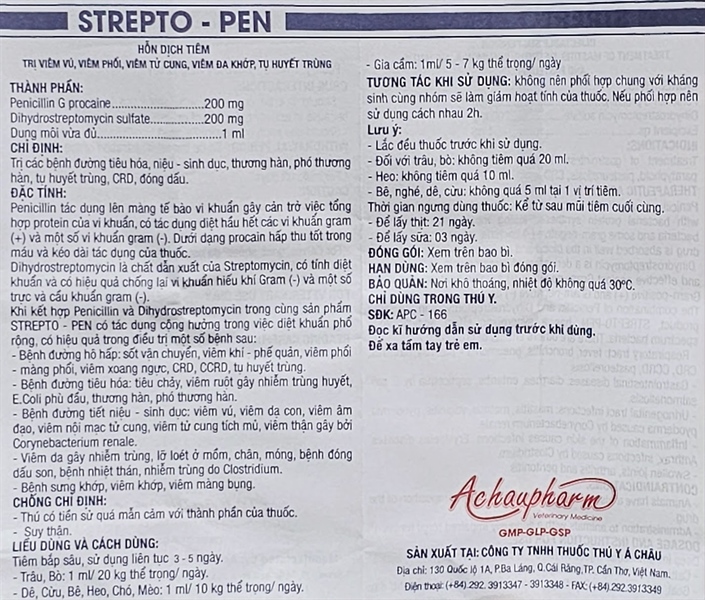 STREPTO - PEN
HỖN DỊCH TIÊM
TRỊ VIÊM VÚ, VIÊM PHỔI, VIÊM TỬ CUNG, VIÊM ĐA KHỚP, TỤ HUYẾT TRÙNG
THÀNH PHẦN:
Penicillin G procaine..............................200 mg
Dihydrostreptomycin sulfate..................200 mg
Dung môi vừa đủ.........................................1 ml
CHỈ ĐỊNH:
Trị các bệnh đường tiêu hóa, niệu - sinh dục, thương hàn, phó thương
hàn, tụ huyết trùng, CRD, đóng dấu.
ĐẶC TÍNH:
Penicillin tác dụng lên màng tế bào vi khuẩn gây cản trở việc tổng
hợp protein của vi khuẩn, có tác dụng diệt hầu hết các vi khuẩn gram
(+) và một số vi khuẩn gram (-). Dưới dạng procain hấp thu tốt trong
máu và kéo dài tác dụng của thuốc.
Dihydrostreptomycin là chất dẫn xuất của Streptomycin, có tính diệt
khuẩn và có hiệu quả chống lại vi khuẩn hiếu khí Gram (-) và một số
trực và cầu khuẩn gram (-).
Khi kết hợp Penicillin và Dihydrostreptomycin trong cùng sản phẩm
STREPTO - PEN có tác dụng cộng hưởng trong việc diệt khuẩn phổ
rộng, có hiệu quả trong điều trị một số bệnh sau:
- Bệnh đường hô hấp: sốt vận chuyển, viêm khí - phế quản, viêm phổi
- màng phổi, viêm xoang ngực, CRD, CCRD, tụ huyết trùng.
- Bệnh đường tiêu hóa: tiêu chảy, viêm ruột gây nhiễm trùng huyết,
E.Coli phù đầu, thương hàn, phó thương hàn.
- Bệnh đường tiết niệu - sinh dục: viêm vú, viêm dạ con, viêm âm
đạo, viêm nội mạc tử cung, viêm tử cung tích mủ, viêm thận gây bởi
Corynebacterium renale.
- Viêm da gây nhiễm trùng, lỡ loét ở mồm, chân, móng, bệnh đóng
dấu son, bệnh nhiệt thán, nhiễm trùng do Clostridium.
- Bệnh sưng khớp, viêm khớp, viêm màng bụng.
CHỐNG CHỈ ĐỊNH:
- Thú có tiền sử quá mẫn cảm với thành phần của thuốc.
- Suy thận.
LIỀU DÙNG VÀ CÁCH DÙNG:
Tiêm bắp sâu, sử dụng liên tục 3 - 5 ngày.
- Trâu, Bò: 1 ml/ 20 kg thể trọng/ ngày.
- Dê, Cừu, Bê, Heo, Chó, Mèo: 1 ml/ 10 kg thể trọng/ ngày.
- Gia cầm: 1ml/ 5 - 7 kg thể trọng/ ngày
TƯƠNG TÁC KHI SỬ DỤNG: không nên phối hợp chung với kháng
sinh cùng nhóm sẽ làm giảm hoạt tính của thuốc. Nếu phối hợp nên
sử dụng cách nhau 2h.
Lưu ý:
- Lắc đều thuốc trước khi sử dụng.
- Đối với trâu, bò: không tiêm quá 20 ml.
- Heo: không tiêm quá 10 ml.
- Bê, nghé, dê, cừu: không quá 5 ml tại 1 vị trí tiêm.
Thời gian ngưng dùng thuốc: Kể từ sau mũi tiêm cuối cùng.
- Để lấy thịt: 21 ngày.
- Để lấy sữa: 03 ngày.
ĐÓNG GÓI: Xem trên bao bì.
HẠN DÙNG: Xem trên bao bì đóng gói.
BẢO QUẢN: Nơi khô thoáng, nhiệt độ không quá 30°C.
CHỈ DÙNG TRONG THÚ Y.
SĐK: APC - 166
Đọc kĩ hướng dẫn sử dụng trước khi dùng.
Để xa tầm tay trẻ em.
Achaupharm
Veterinary Medicine
GMP-GLP-GSP
SẢN XUẤT TẠI: CÔNG TY TNHH THUỐC THÚ Y Á CHÂU
Địa chỉ: 130 Quốc lộ 1A, P.Ba Láng, Q.Cái Răng,TP. Cần Thơ, Việt Nam.
Điện thoại: (+84).292. 3913347 - 3913348 - FAX:(+84).292.3913349